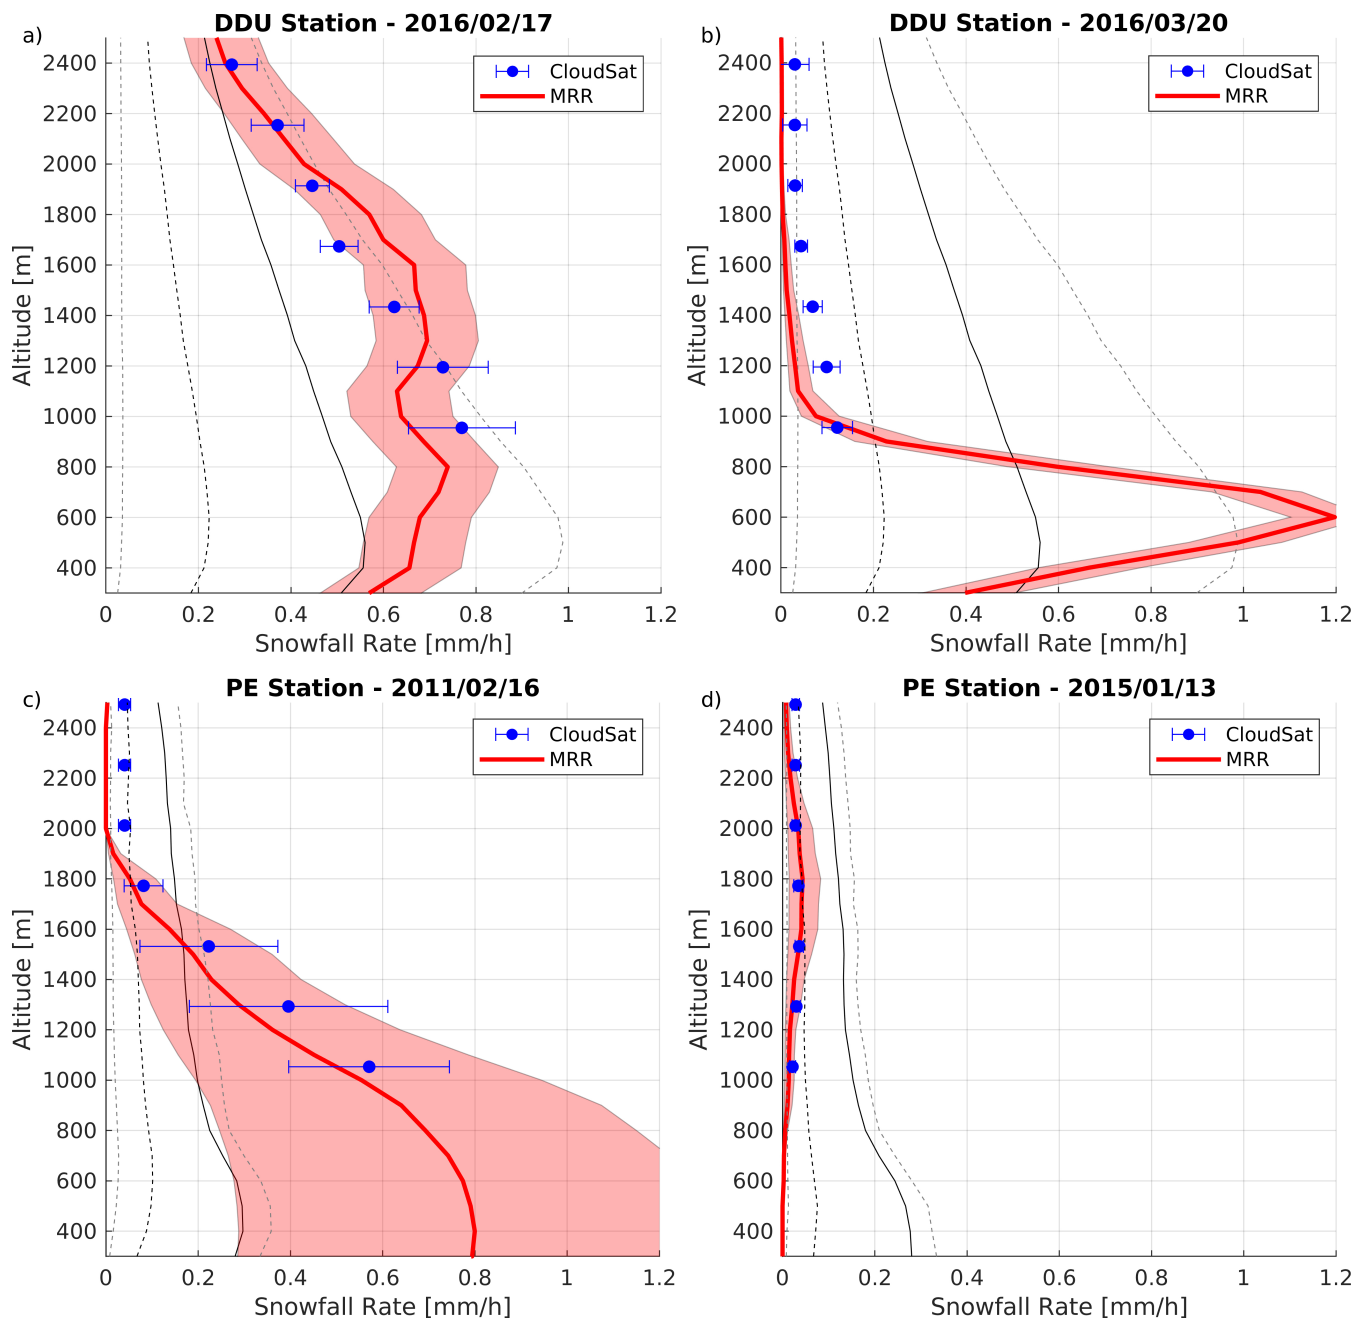 a)
DDU Station - 2016/02/17
CloudSat
MRR
2400
2200
2000
1800
1600
1400
1200
1000
800
600
400
Altitude [m]
0 0.2 0.4 0.6 0.8 1 1.2
Snowfall Rate [mm/h]
b)
DDU Station - 2016/03/20
CloudSat
MRR
2400
2200
2000
1800
1600
1400
1200
1000
800
600
400
Altitude [m]
0 0.2 0.4 0.6 0.8 1 1.2
Snowfall Rate [mm/h]
c)
PE Station - 2011/02/16
CloudSat
MRR
2400
2200
2000
1800
1600
1400
1200
1000
800
600
400
Altitude [m]
0 0.2 0.4 0.6 0.8 1 1.2
Snowfall Rate [mm/h]
d)
PE Station - 2015/01/13
CloudSat
MRR
2400
2200
2000
1800
1600
1400
1200
1000
800
600
400
Altitude [m]
0 0.2 0.4 0.6 0.8 1 1.2
Snowfall Rate [mm/h]